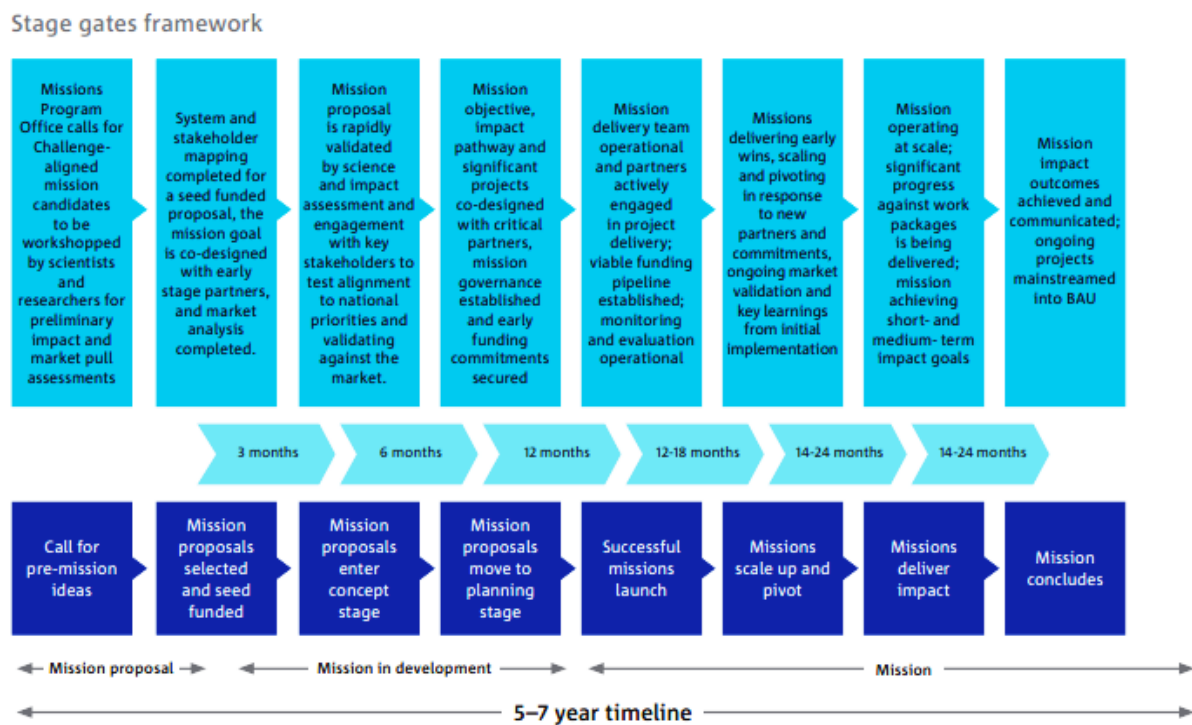 Stage gates framework
Missions
Program
Office calls for
Challenge-
aligned
mission
candidates
to be
workshopped
by scientists
and
researchers for
preliminary
impact and
market pull
assessments
System and
stakeholder
mapping
completed for
a seed funded
proposal, the
mission goal
is co-designed
with early
stage partners,
and market
analysis
completed.
Mission
proposal
is rapidly
validated
by science
and impact
assessment and
engagement
with key
stakeholders to
test alignment
to national
priorities and
validating
against the
market.
Mission
objective,
impact
pathway and
significant
projects
co-designed
with critical
partners,
mission
governance
established
and early
funding
commitments
secured
Mission
delivery team
operational
and partners
actively
engaged
in project
delivery;
viable funding
pipeline
established;
monitoring
and evaluation
operational
Missions
delivering early
wins, scaling
and pivoting
in response
to new
partners and
commitments,
ongoing market
validation and
key learnings
from initial
implementation
Mission
operating
at scale;
significant
progress
against work
packages
is being
delivered;
mission
achieving
short- and
medium- term
impact goals
Mission
impact
outcomes
achieved and
communicated;
ongoing
projects
mainstreamed
into BAU
3 months
6 months
12 months
12-18 months
14-24 months
14-24 months
Call for
pre-mission
ideas
Mission
proposals
selected
and seed
funded
Mission
proposals
enter
concept
stage
Mission
proposals
move to
planning
stage
Successful
missions
launch
Missions
scale up and
pivot
Missions
deliver
impact
Mission
concludes
Mission proposal
Mission in development
Mission
5–7 year timeline